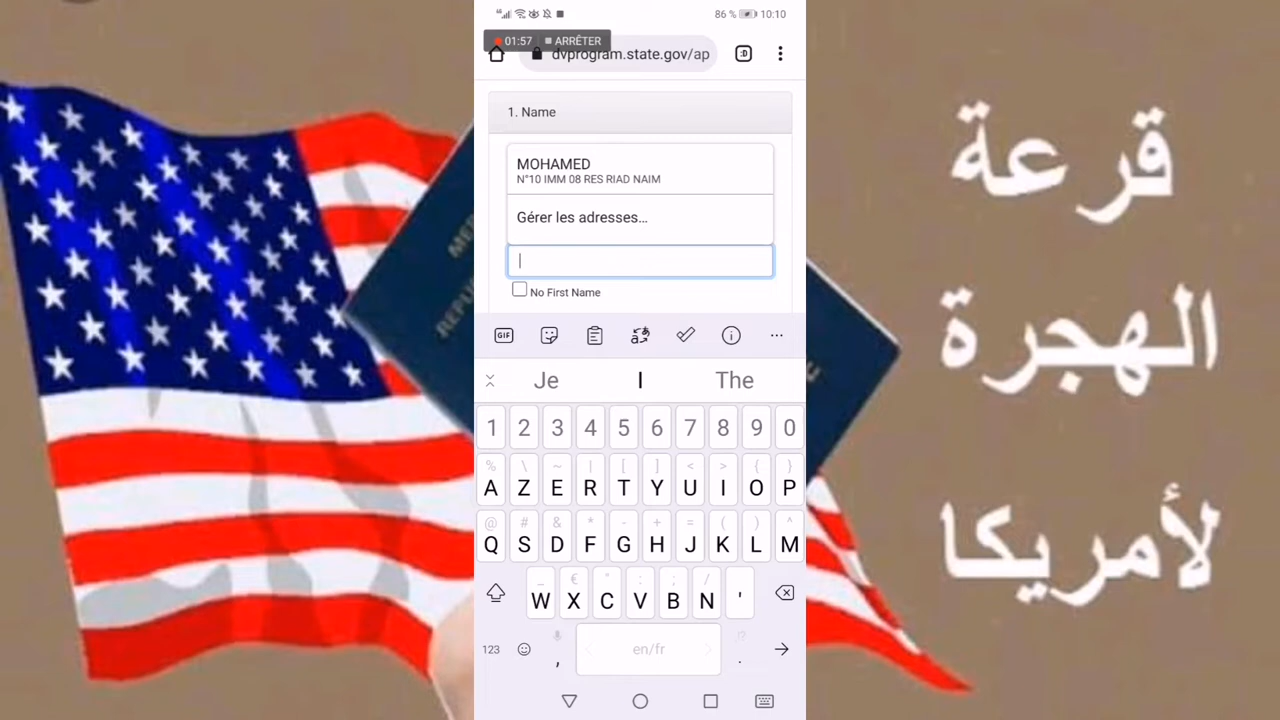 86 % 10:10
01:57 ARRÊTER
dvprogram.state.gov/ap
:D
1. Name
MOHAMED
N°10 IMM 08 RES RIAD NAIM
Gérer les adresses...
No First Name
GIF
Je I The
1 2 3 4 5 6 7 8 9 0
% \ ~ | [ ] < > { }
A Z E R T Y U I O P
@ # & * - + = ( ) ^
Q S D F G H J K L M
_ € " : ; /
W X C V B N '
123 , en/fr .
قرعة
الهجرة
لأمريكا